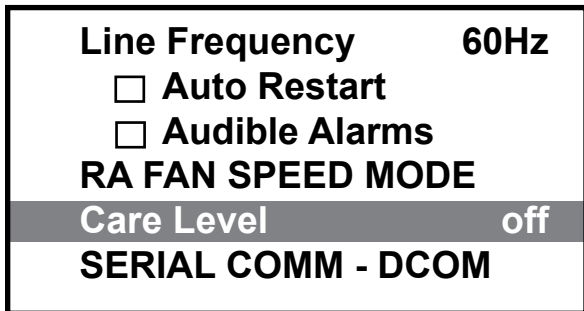 Line Frequency 60Hz
Auto Restart
Audible Alarms
RA FAN SPEED MODE
Care Level off
SERIAL COMM - DCOM